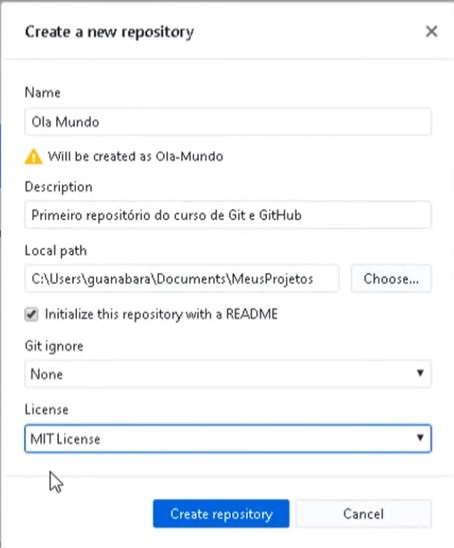 Create a new repository
Name
Ola Mundo
Will be created as Ola-Mundo
Description
Primeiro repositório do curso de Git e GitHub
Local path
C:\Users\guanabara\Documents\MeusProjetos Choose...
Initialize this repository with a README
Git ignore
None
License
MIT License
Create repository Cancel